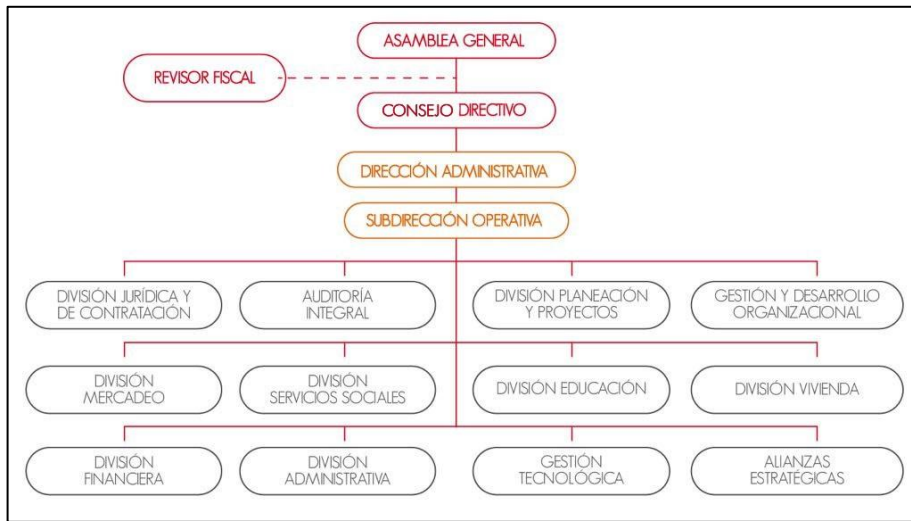 ASAMBLEA GENERAL
REVISOR FISCAL
CONSEJO DIRECTIVO
DIRECCIÓN ADMINISTRATIVA
SUBDIRECCIÓN OPERATIVA
DIVISIÓN JURÍDICA Y
DE CONTRATACIÓN
AUDITORÍA
INTEGRAL
DIVISIÓN PLANEACIÓN
Y PROYECTOS
GESTIÓN Y DESARROLLO
ORGANIZACIONAL
DIVISIÓN
MERCADEO
DIVISIÓN
SERVICIOS SOCIALES
DIVISIÓN EDUCACIÓN
DIVISIÓN VIVIENDA
DIVISIÓN
FINANCIERA
DIVISIÓN
ADMINISTRATIVA
GESTIÓN
TECNOLÓGICA
ALIANZAS
ESTRATÉGICAS